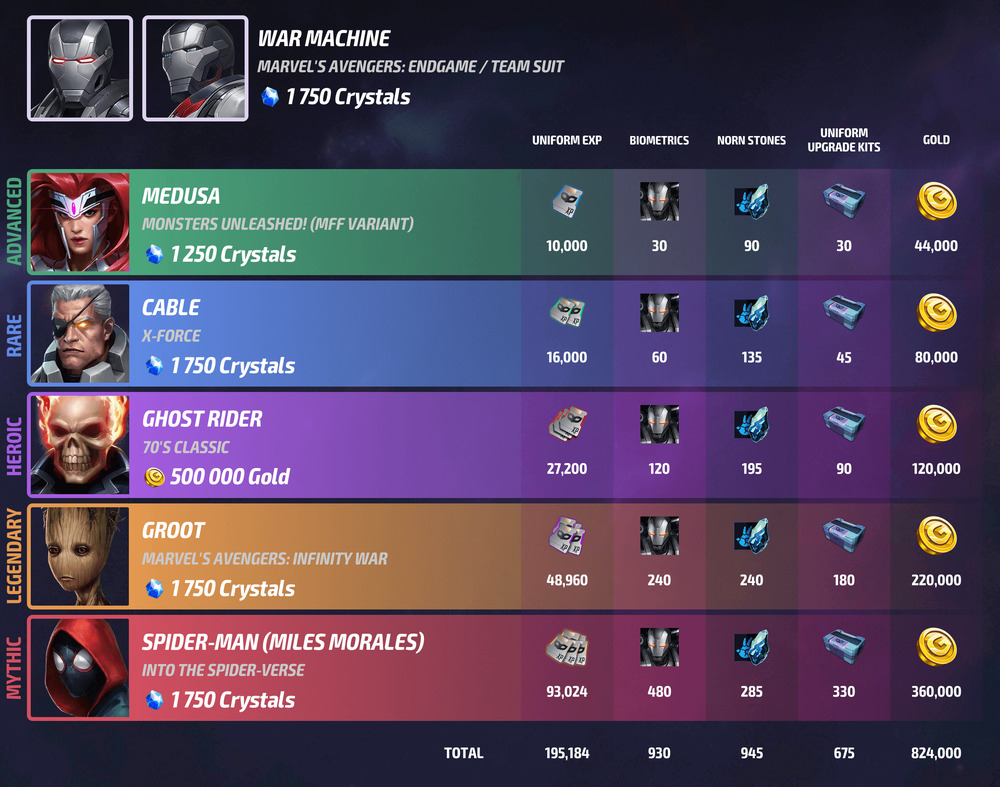 WAR MACHINE
MARVEL'S AVENGERS: ENDGAME / TEAM SUIT
1 750 Crystals
UNIFORM EXP
BIOMETRICS
NORN STONES
UNIFORM
UPGRADE KITS
GOLD
ADVANCED
MEDUSA
MONSTERS UNLEASHED! (MFF VARIANT)
1 250 Crystals
10,000
30
90
30
44,000
RARE
CABLE
X-FORCE
1 750 Crystals
16,000
60
135
45
80,000
HEROIC
GHOST RIDER
70'S CLASSIC
500 000 Gold
27,200
120
195
90
120,000
LEGENDARY
GROOT
MARVEL'S AVENGERS: INFINITY WAR
1 750 Crystals
48,960
240
240
180
220,000
MYTHIC
SPIDER-MAN (MILES MORALES)
INTO THE SPIDER-VERSE
1 750 Crystals
93,024
480
285
330
360,000
TOTAL
195,184
930
945
675
824,000